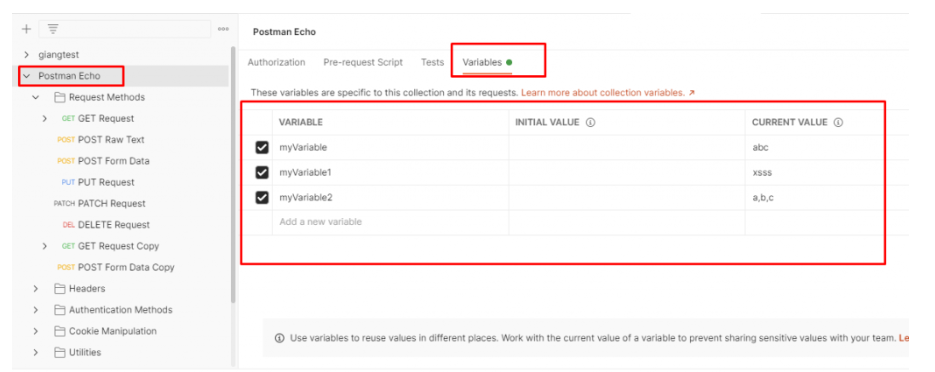 Postman Echo
giangtest
Postman Echo
Authorization Pre-request Script Tests Variables
These variables are specific to this collection and its requests. Learn more about collection variables. ↗
Request Methods
GET GET Request
POST POST Raw Text
POST POST Form Data
PUT PUT Request
PATCH PATCH Request
DEL DELETE Request
GET GET Request Copy
POST POST Form Data Copy
Headers
Authentication Methods
Cookie Manipulation
Utilities
VARIABLE INITIAL VALUE CURRENT VALUE
myVariable abc
myVariable1 xsss
myVariable2 a,b,c
Add a new variable
Use variables to reuse values in different places. Work with the current value of a variable to prevent sharing sensitive values with your team. Le